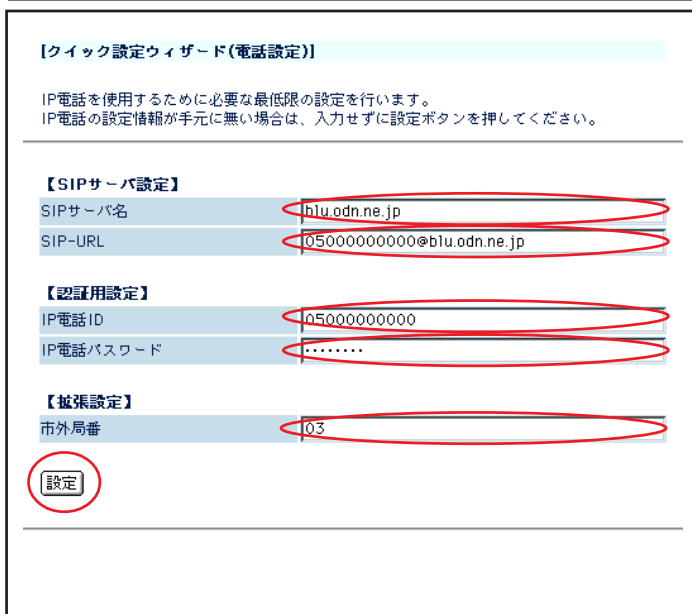 [クイック設定ウィザード(電話設定)]
IP電話を使用するために必要な最低限の設定を行います。
IP電話の設定情報が手元に無い場合は、入力せずに設定ボタンを押してください。
【SIPサーバ設定】
SIPサーバ名 blu.odn.ne.jp
SIP-URL 05000000000@blu.odn.ne.jp
【認証用設定】
IP電話ID 05000000000
IP電話パスワード ········
【拡張設定】
市外局番 03
設定